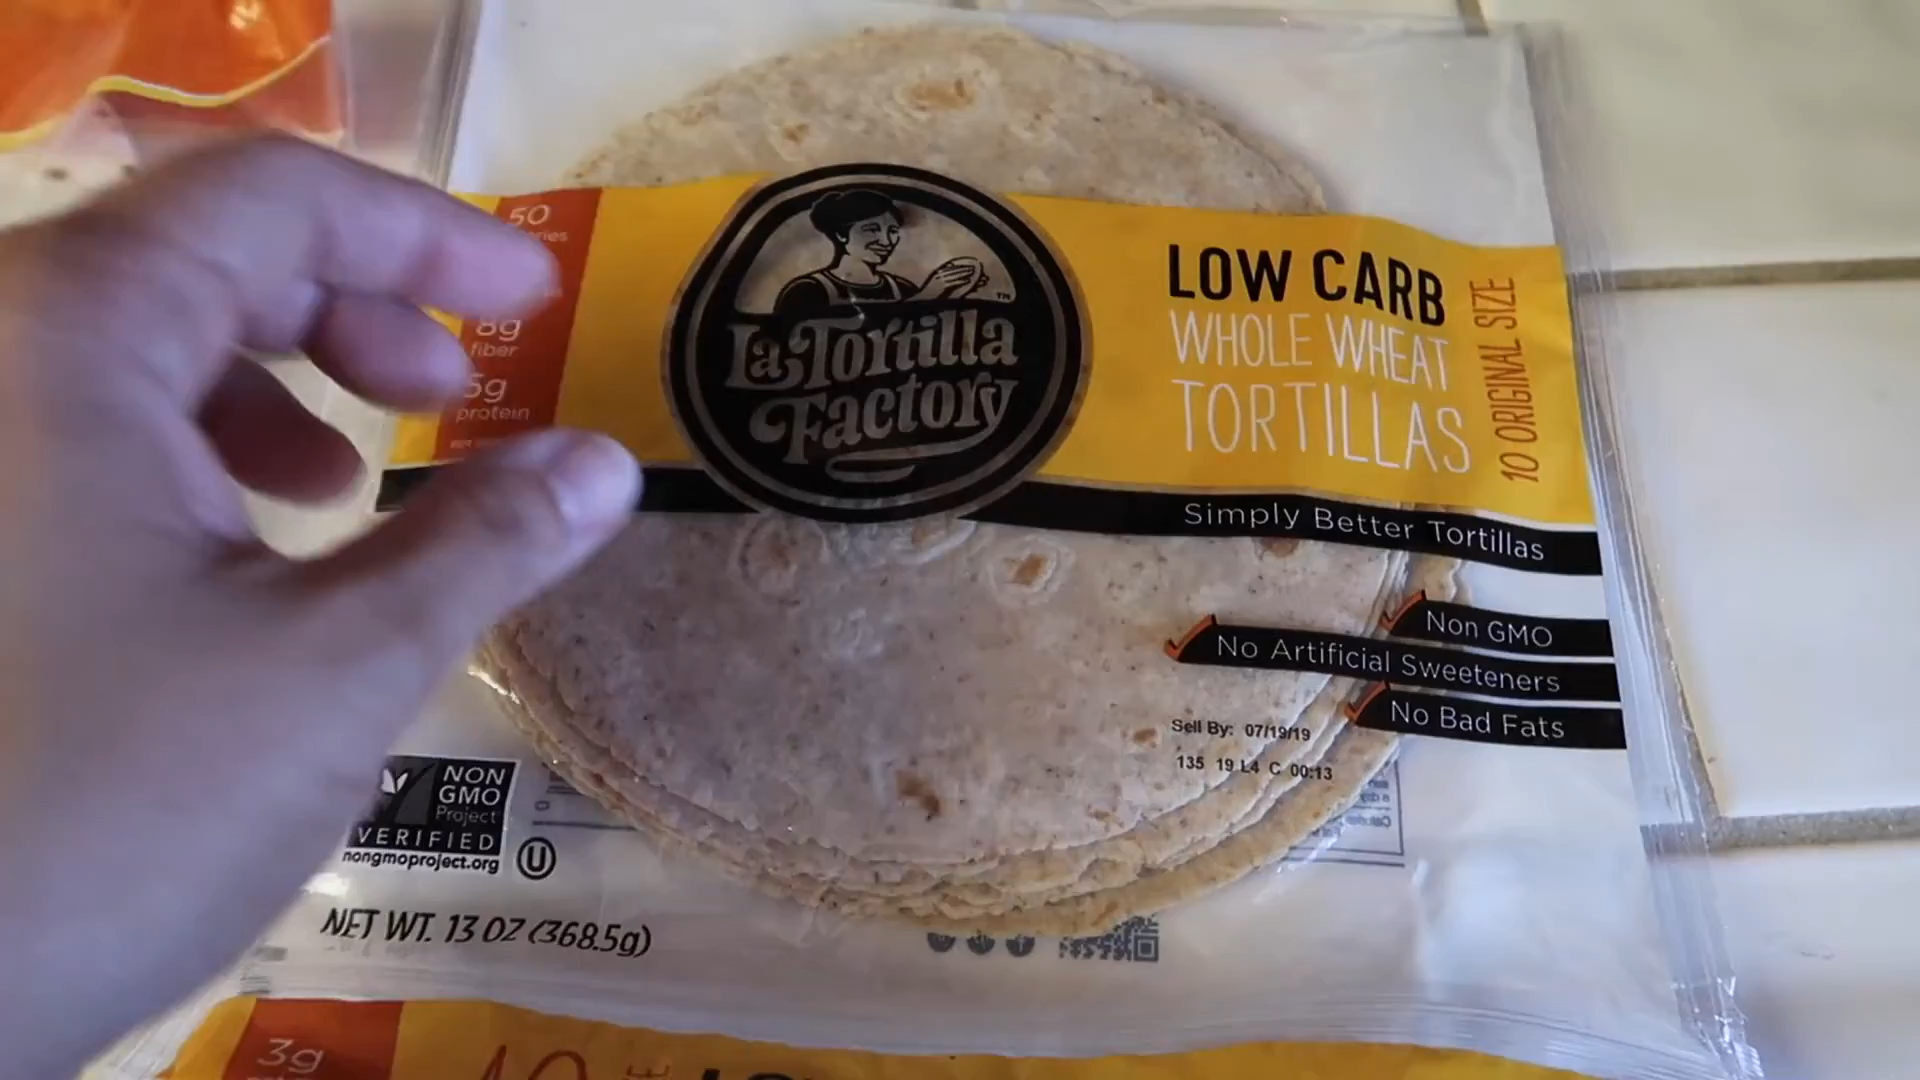 50
8g
fiber
5g
protein
La Tortilla
Factory
TM
LOW CARB
WHOLE WHEAT
TORTILLAS
10 ORIGINAL SIZE
Simply Better Tortillas
Non GMO
No Artificial Sweeteners
No Bad Fats
Sell By: 07/19/19
135 19 L4 C 00:13
NON
GMO
Project
VERIFIED
nongmoproject.org
U
NET WT. 13 OZ (368.5g)
3g